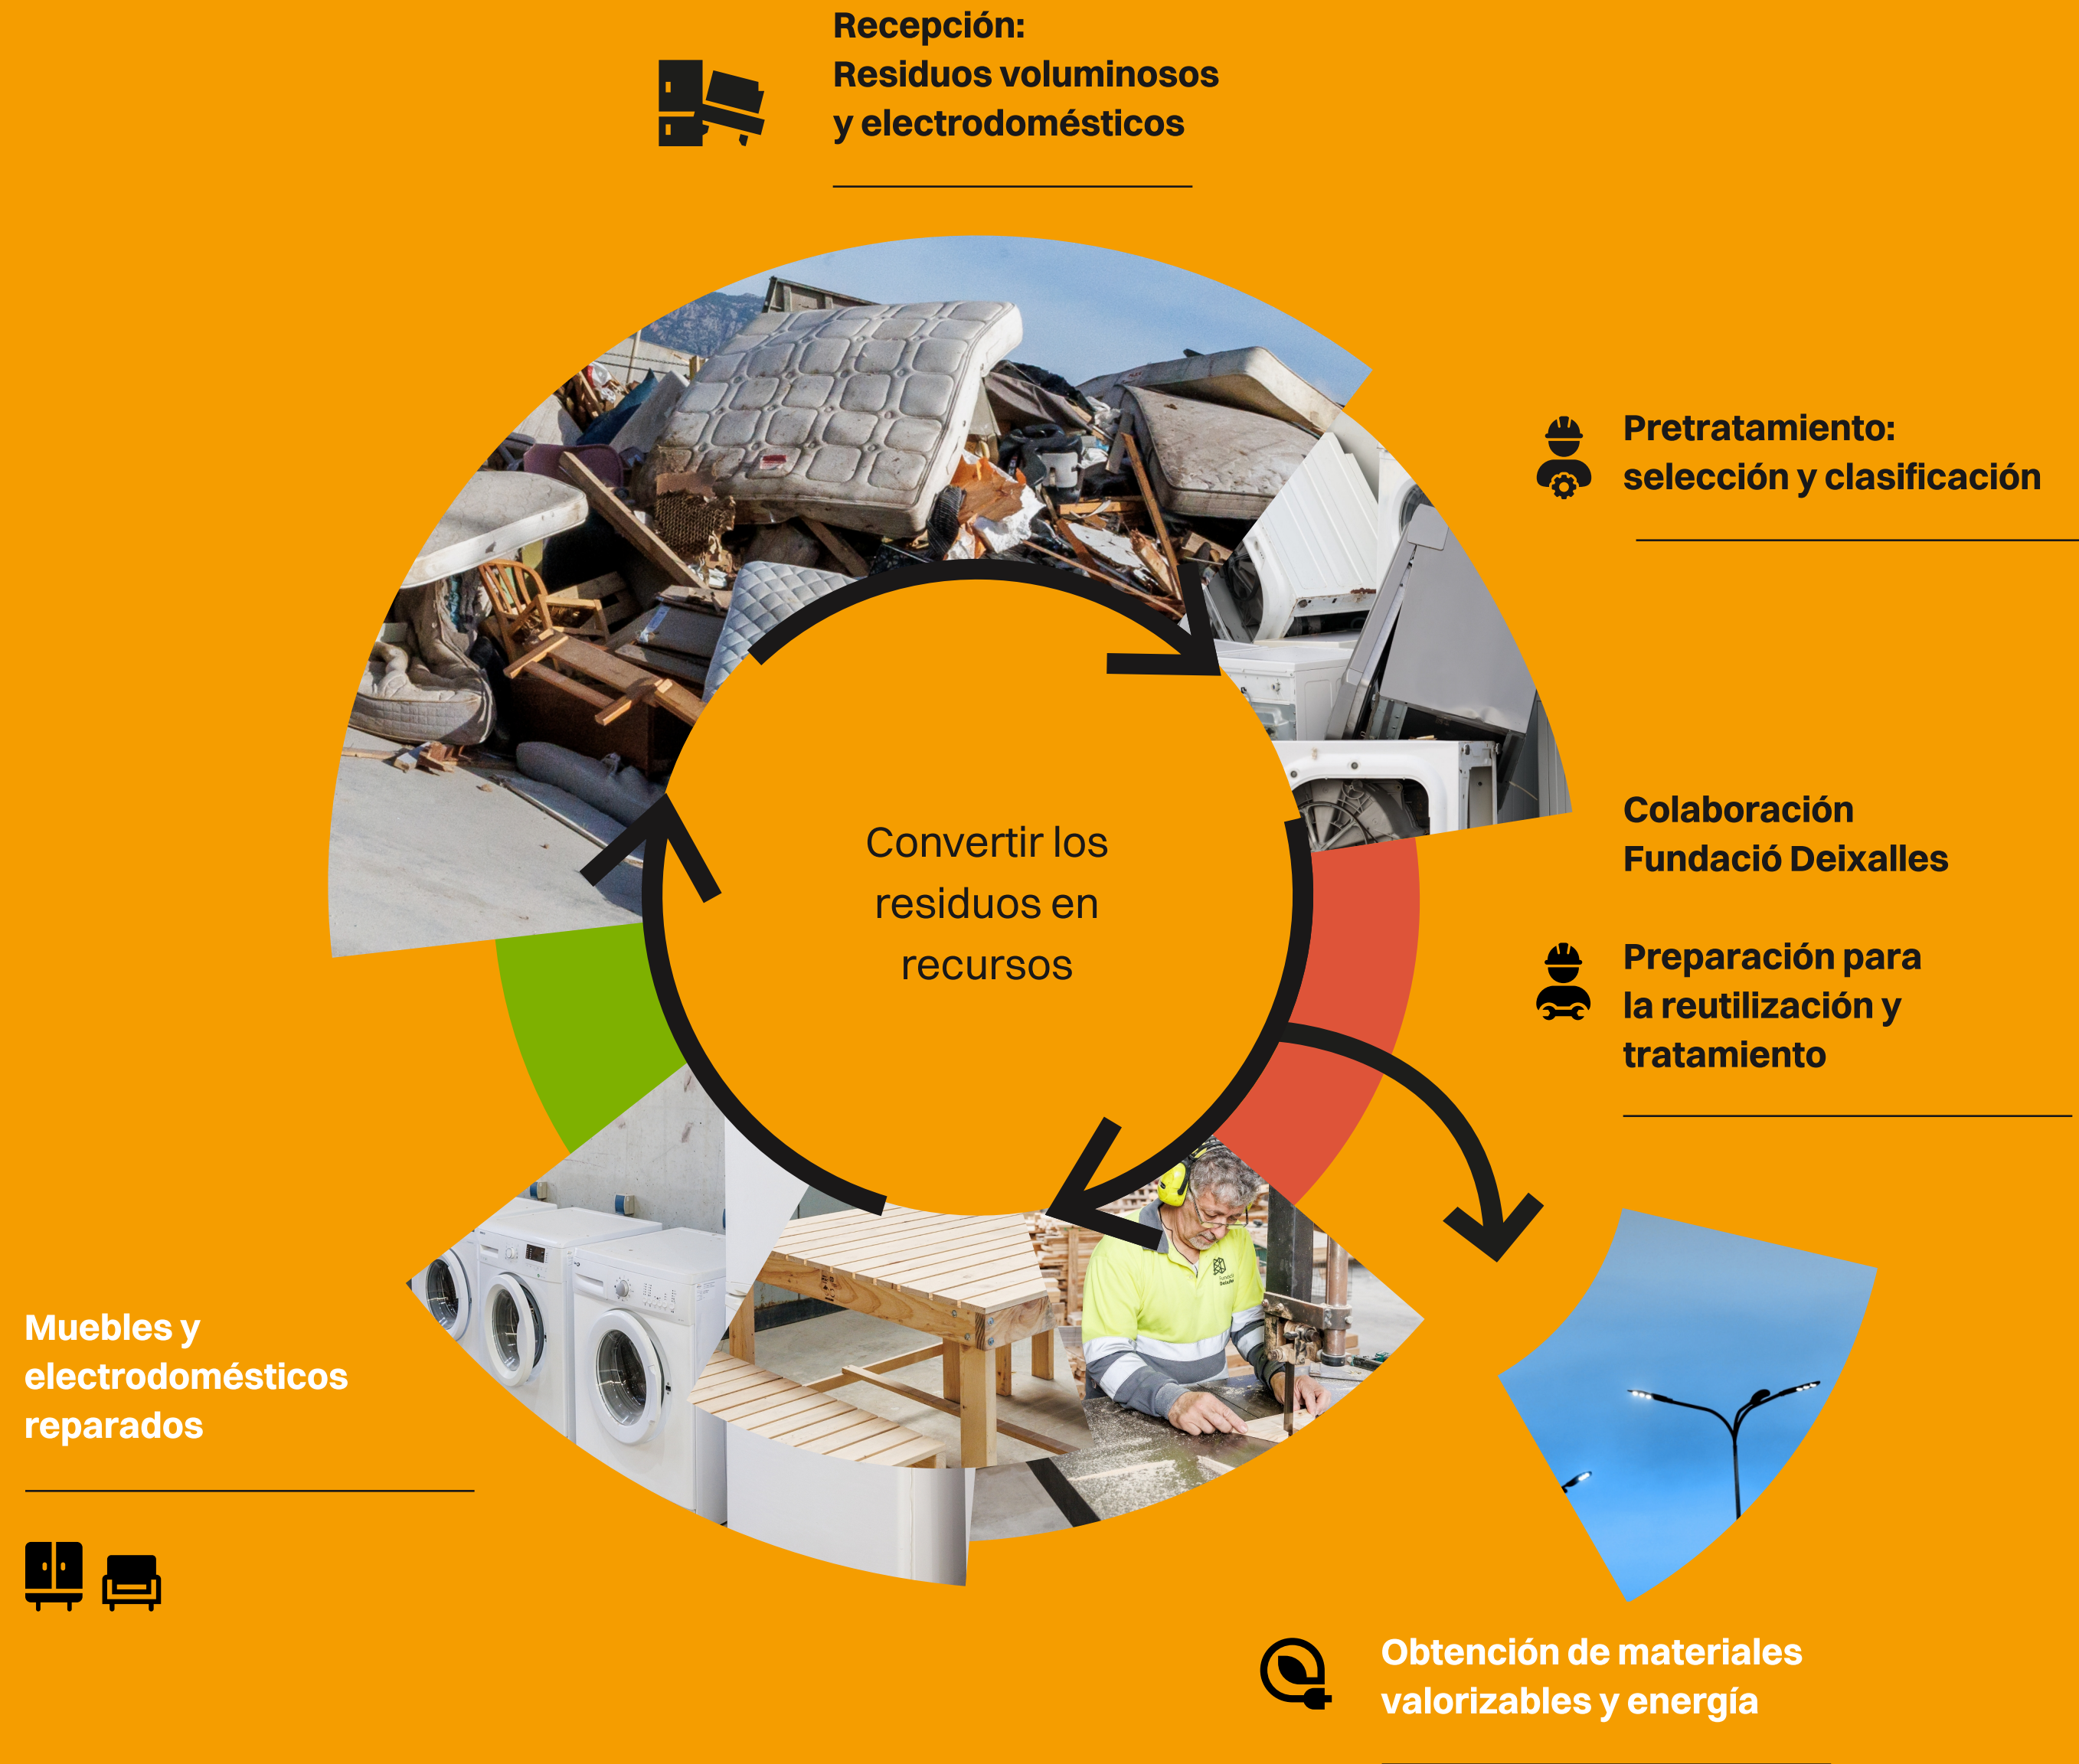 Recepción:
Residuos voluminosos
y electrodomésticos
Pretratamiento:
selección y clasificación
Colaboración
Fundació Deixalles
Preparación para
la reutilización y
tratamiento
Convertir los
residuos en
recursos
Muebles y
electrodomésticos
reparados
Obtención de materiales
valorizables y energía